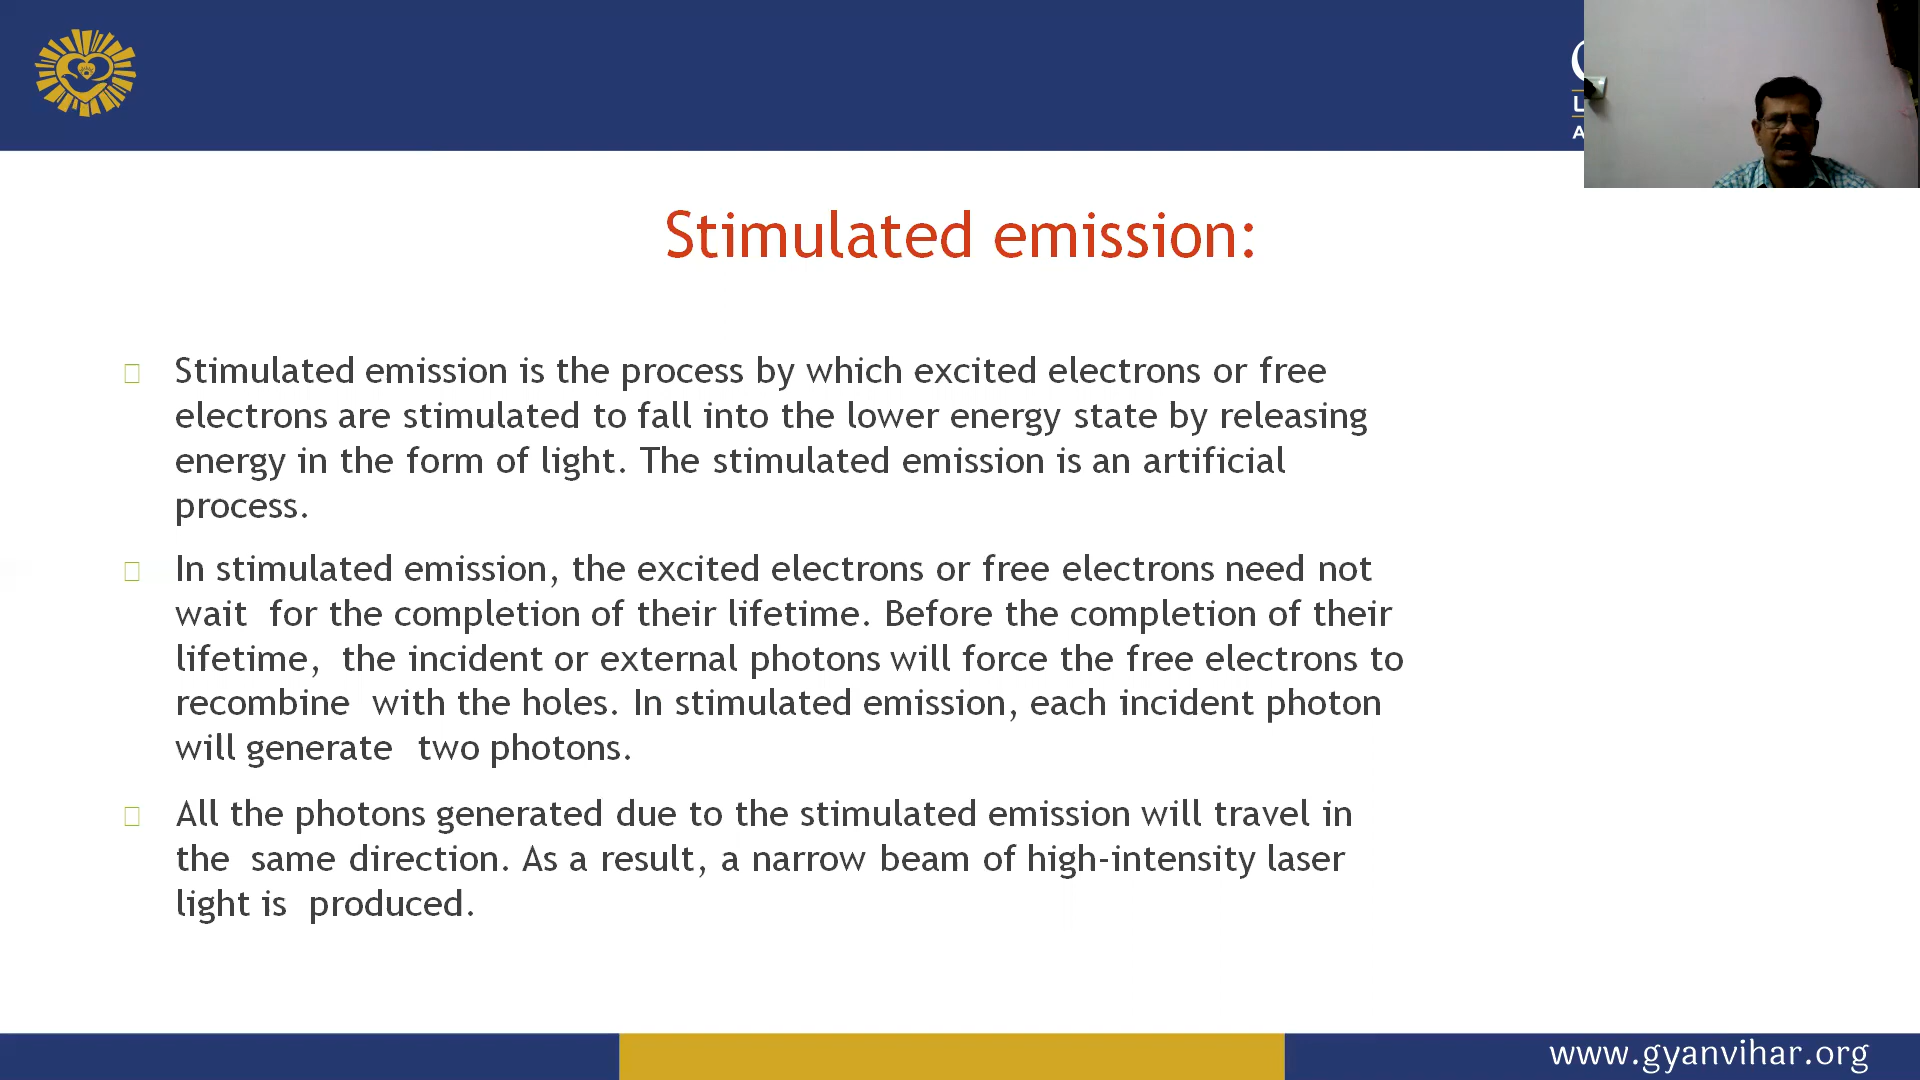 Stimulated emission:
Stimulated emission is the process by which excited electrons or free
electrons are stimulated to fall into the lower energy state by releasing
energy in the form of light. The stimulated emission is an artificial
process.
In stimulated emission, the excited electrons or free electrons need not
wait for the completion of their lifetime. Before the completion of their
lifetime, the incident or external photons will force the free electrons to
recombine with the holes. In stimulated emission, each incident photon
will generate two photons.
All the photons generated due to the stimulated emission will travel in
the same direction. As a result, a narrow beam of high-intensity laser
light is produced.
www.gyanvihar.org